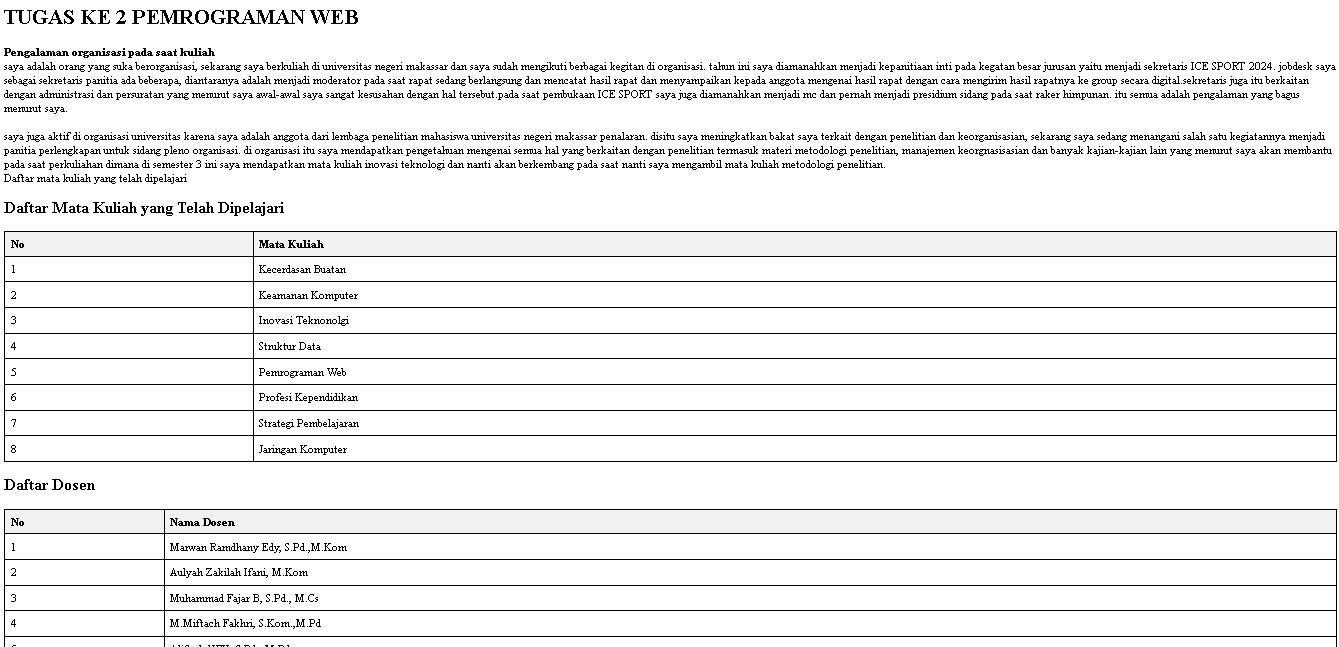 TUGAS KE 2 PEMROGRAMAN WEB
Pengalaman organisasi pada saat kuliah
saya adalah orang yang suka berorganisasi, sekarang saya berkuliah di universitas negeri makassar dan saya sudah mengikuti berbagai kegitan di organisasi. tahun ini saya diamanahkan menjadi kepanitiaan inti pada kegatan besar jurusan yaitu menjadi sekretaris ICE SPORT 2024. jobdesk saya
sebagai sekretaris panitia ada beberapa, diantaranya adalah menjadi moderator pada saat rapat sedang berlangsung dan mencatat hasil rapat dan menyampaikan kepada anggota mengenai hasil rapat dengan cara mengirim hasil rapatnya ke group secara digital.sekretaris juga itu berkaitan
dengan administrasi dan persuratan yang menurut saya awal-awal saya sangat kesusahan dengan hal tersebut.pada saat pembukaan ICE SPORT saya juga diamanahkan menjadi mc dan pernah menjadi presidium sidang pada saat raker himpunan. itu semua adalah pengalaman yang bagus
menurut saya.
saya juga aktif di organisasi universitas karena saya adalah anggota dari lembaga penelitian mahasiswa universitas negeri makassar penalaran. disitu saya meningkatkan bakat saya terkait dengan penelitian dan keorganisasian, sekarang saya sedang menangani salah satu kegiatannya menjadi
panitia perlengkapan untuk sidang pleno organisasi. di organisasi itu saya mendapatkan pengetahuan mengenai semua hal yang berkaitan dengan penelitian termasuk materi metodologi penelitian, manajemen keorgnasisasian dan banyak kajian-kajian lain yang menurut saya akan membantu
pada saat perkuliahan dimana di semester 3 ini saya mendapatkan mata kuliah inovasi teknologi dan nanti akan berkembang pada saat nanti saya mengambil mata kuliah metodologi penelitian.
Daftar mata kuliah yang telah dipelajari
Daftar Mata Kuliah yang Telah Dipelajari
No Mata Kuliah
1 Kecerdasan Buatan
2 Keamanan Komputer
3 Inovasi Teknonolgi
4 Struktur Data
5 Pemrograman Web
6 Profesi Kependidikan
7 Strategi Pembelajaran
8 Jaringan Komputer
Daftar Dosen
No Nama Dosen
1 Marwan Ramdhany Edy, S.Pd.,M.Kom
2 Aulyah Zakilah Ifani, M.Kom
3 Muhammad Fajar B, S.Pd., M.Cs
4 M.Miftach Fakhri, S.Kom.,M.Pd